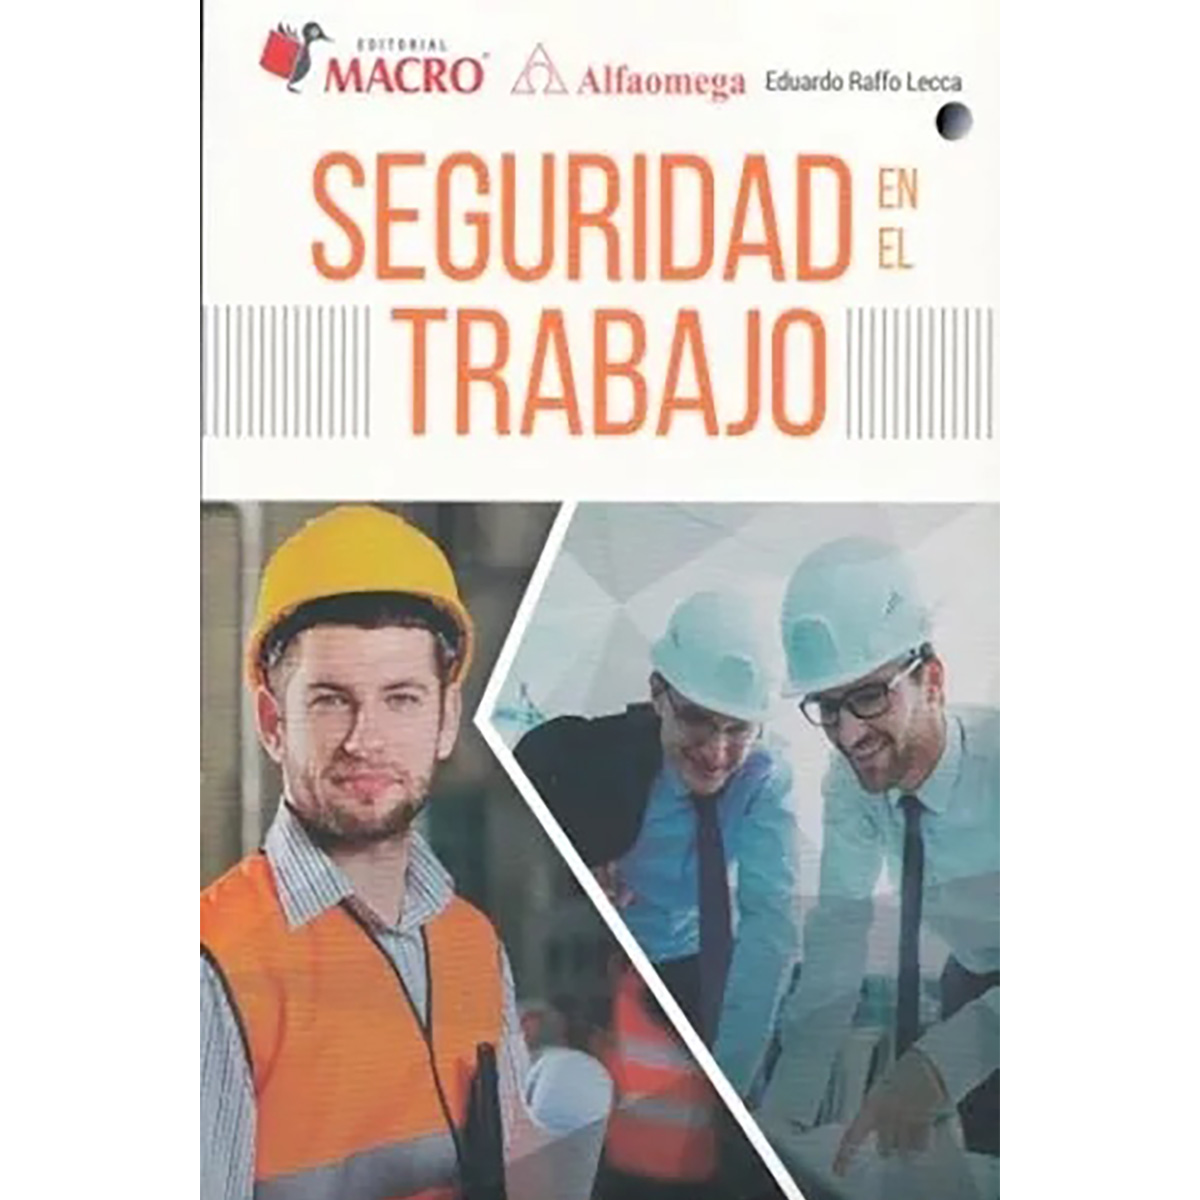 EDITORIAL
MACRO®
Alfaomega
Eduardo Raffo Lecca
SEGURIDAD EN EL
TRABAJO